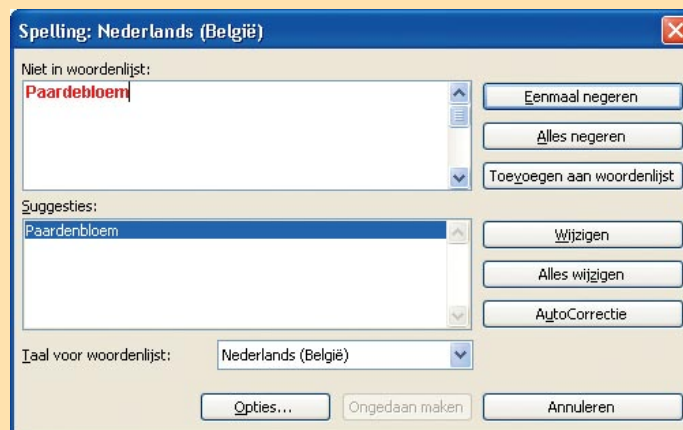 Spelling: Nederlands (België)
Niet in woordenlijst:
Paardebloem
Eenmaal negeren
Alles negeren
Toevoegen aan woordenlijst
Suggesties:
Paardenbloem
Wijzigen
Alles wijzigen
AutoCorrectie
Taal voor woordenlijst:
Nederlands (België)
Opties...
Ongedaan maken
Annuleren